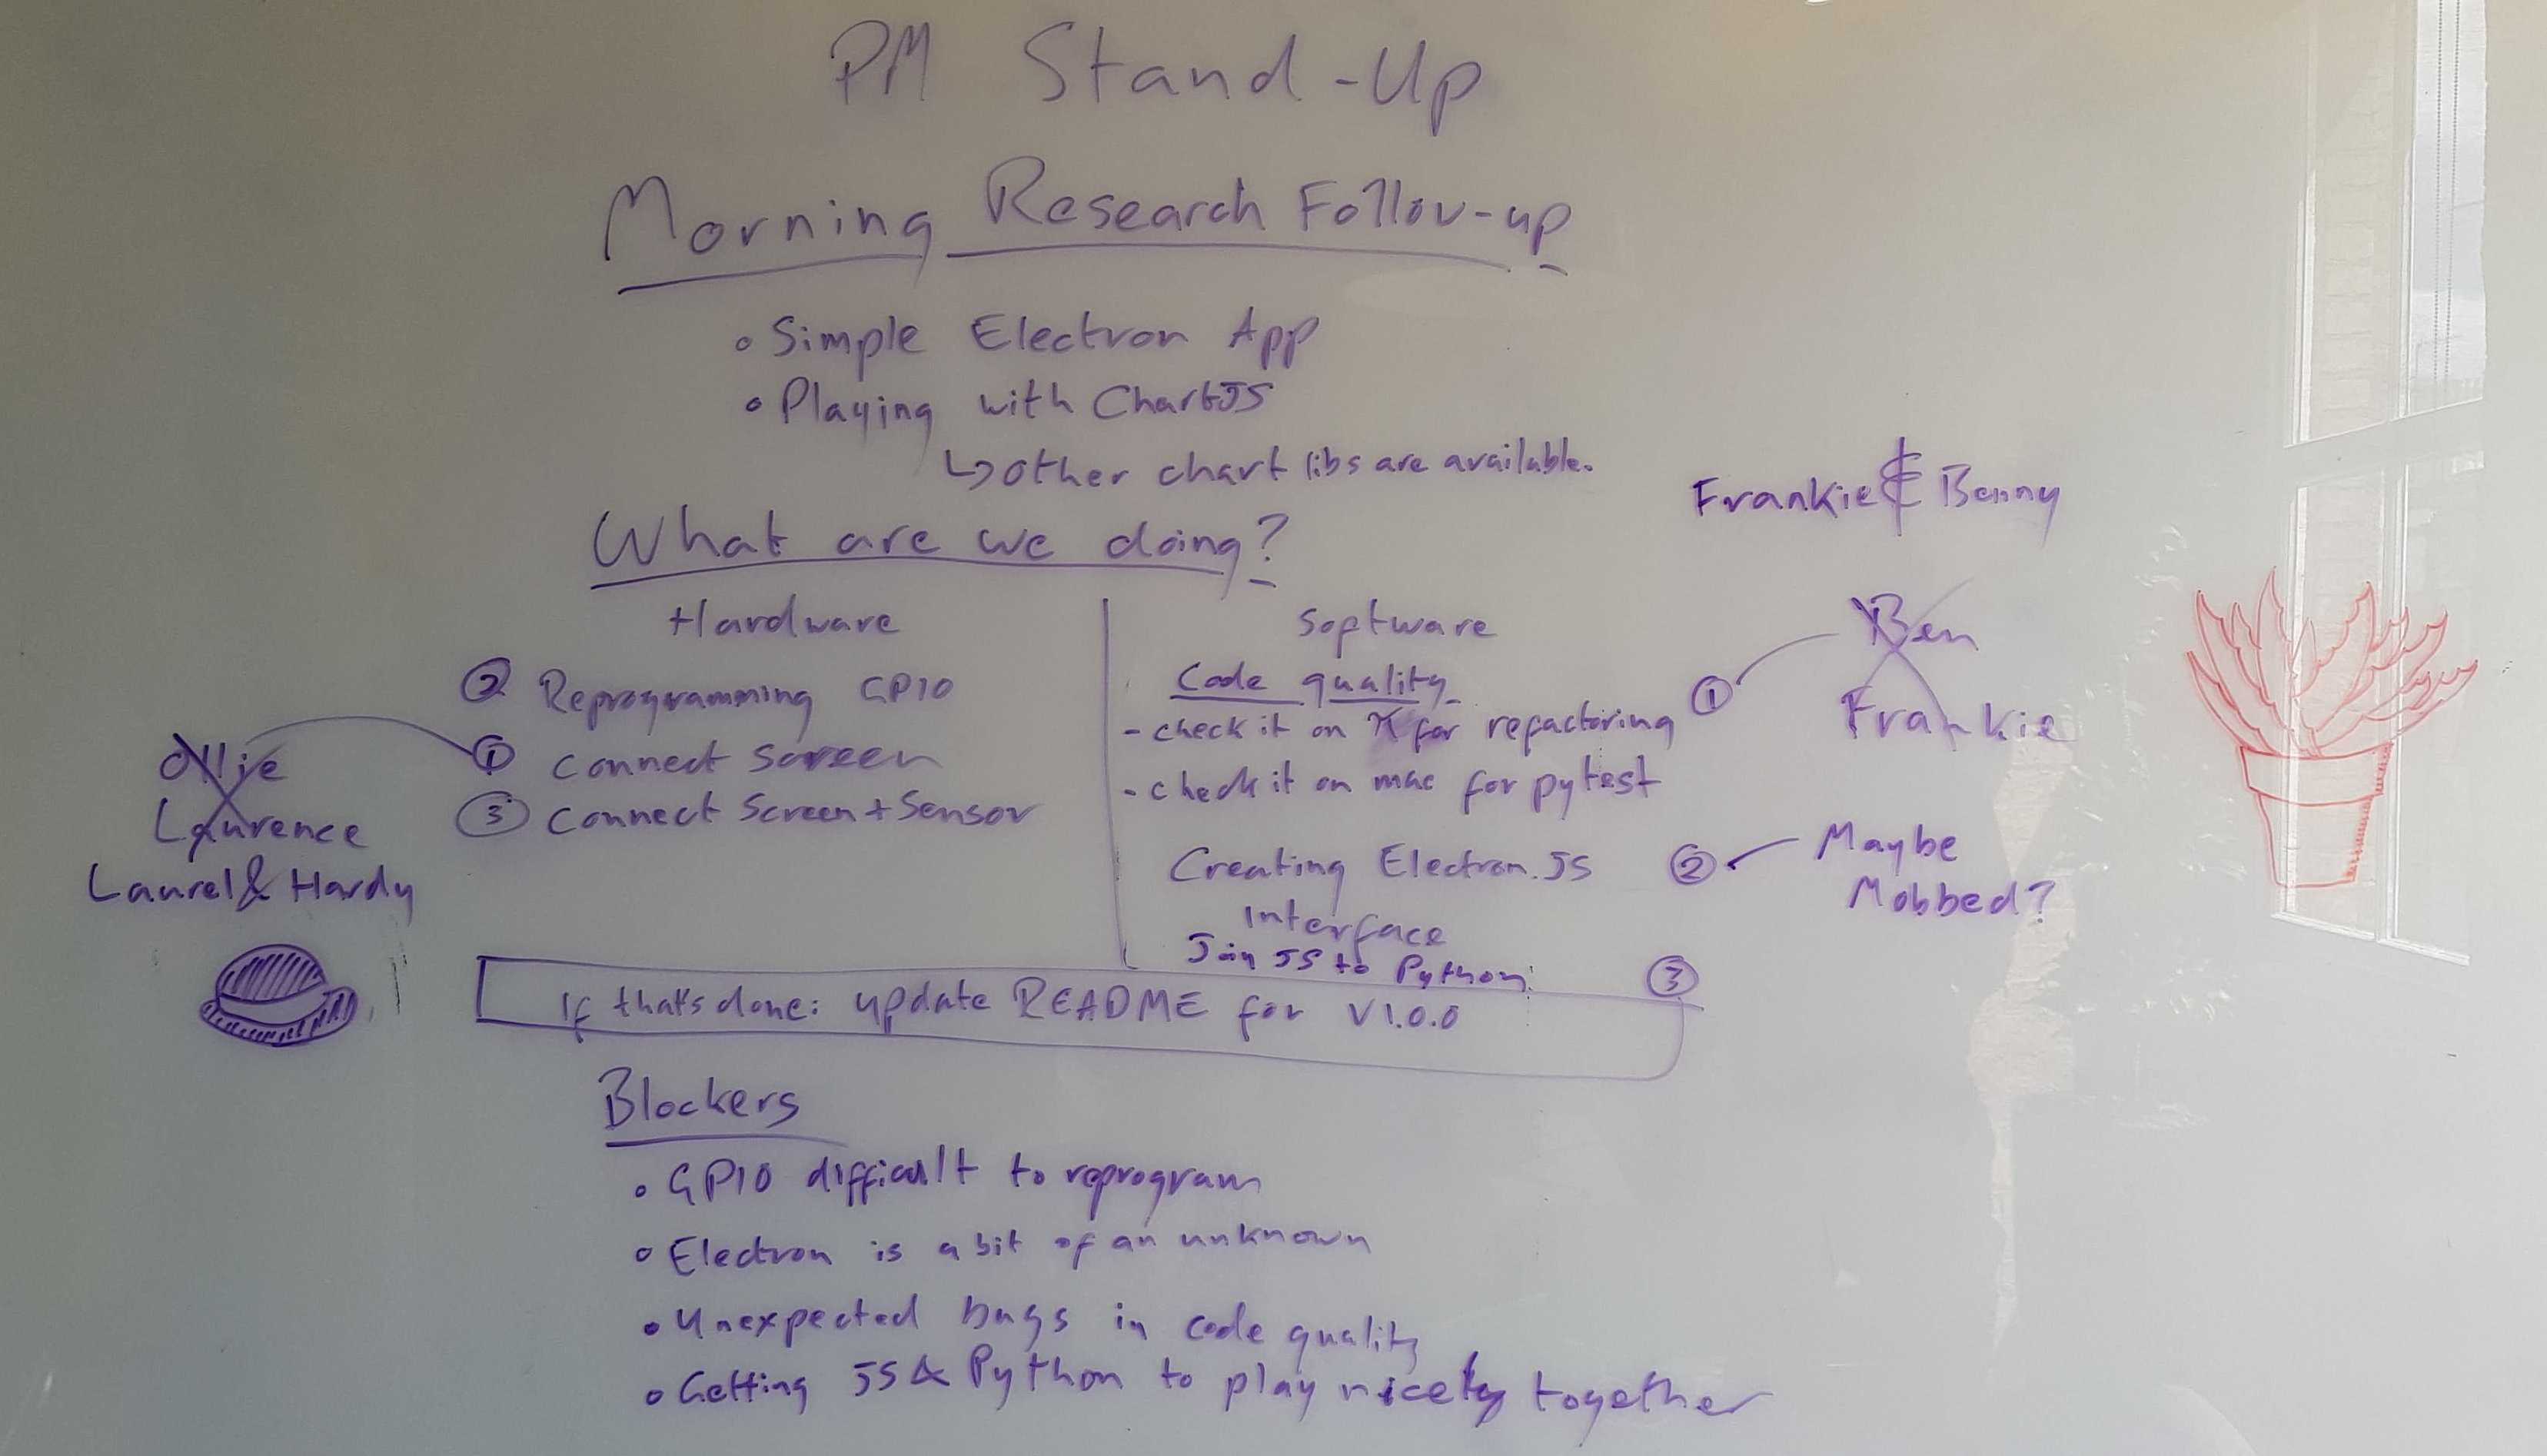 PM Stand-Up
Morning Research Follow-up
• Simple Electron App
• Playing with ChartJS
↳ other chart libs are available.
Frankie & Benny
What are we doing?
Hardware
② Reprogramming GPIO
① Connect Screen
③ Connect Screen + Sensor
Ollie
Laurence
Laurel & Hardy
Software
Code quality
- check it on π for refactoring ①
- check it on mac for pytest
Ben
Frankie
Creating Electron.JS ②
Interface
Maybe
Mobbed?
Join JS to Python ③
If that's done: update README for V1.0.0
Blockers
• GPIO difficult to reprogram
• Electron is a bit of an unknown
• Unexpected bugs in code quality
• Getting JS & Python to play nicely together